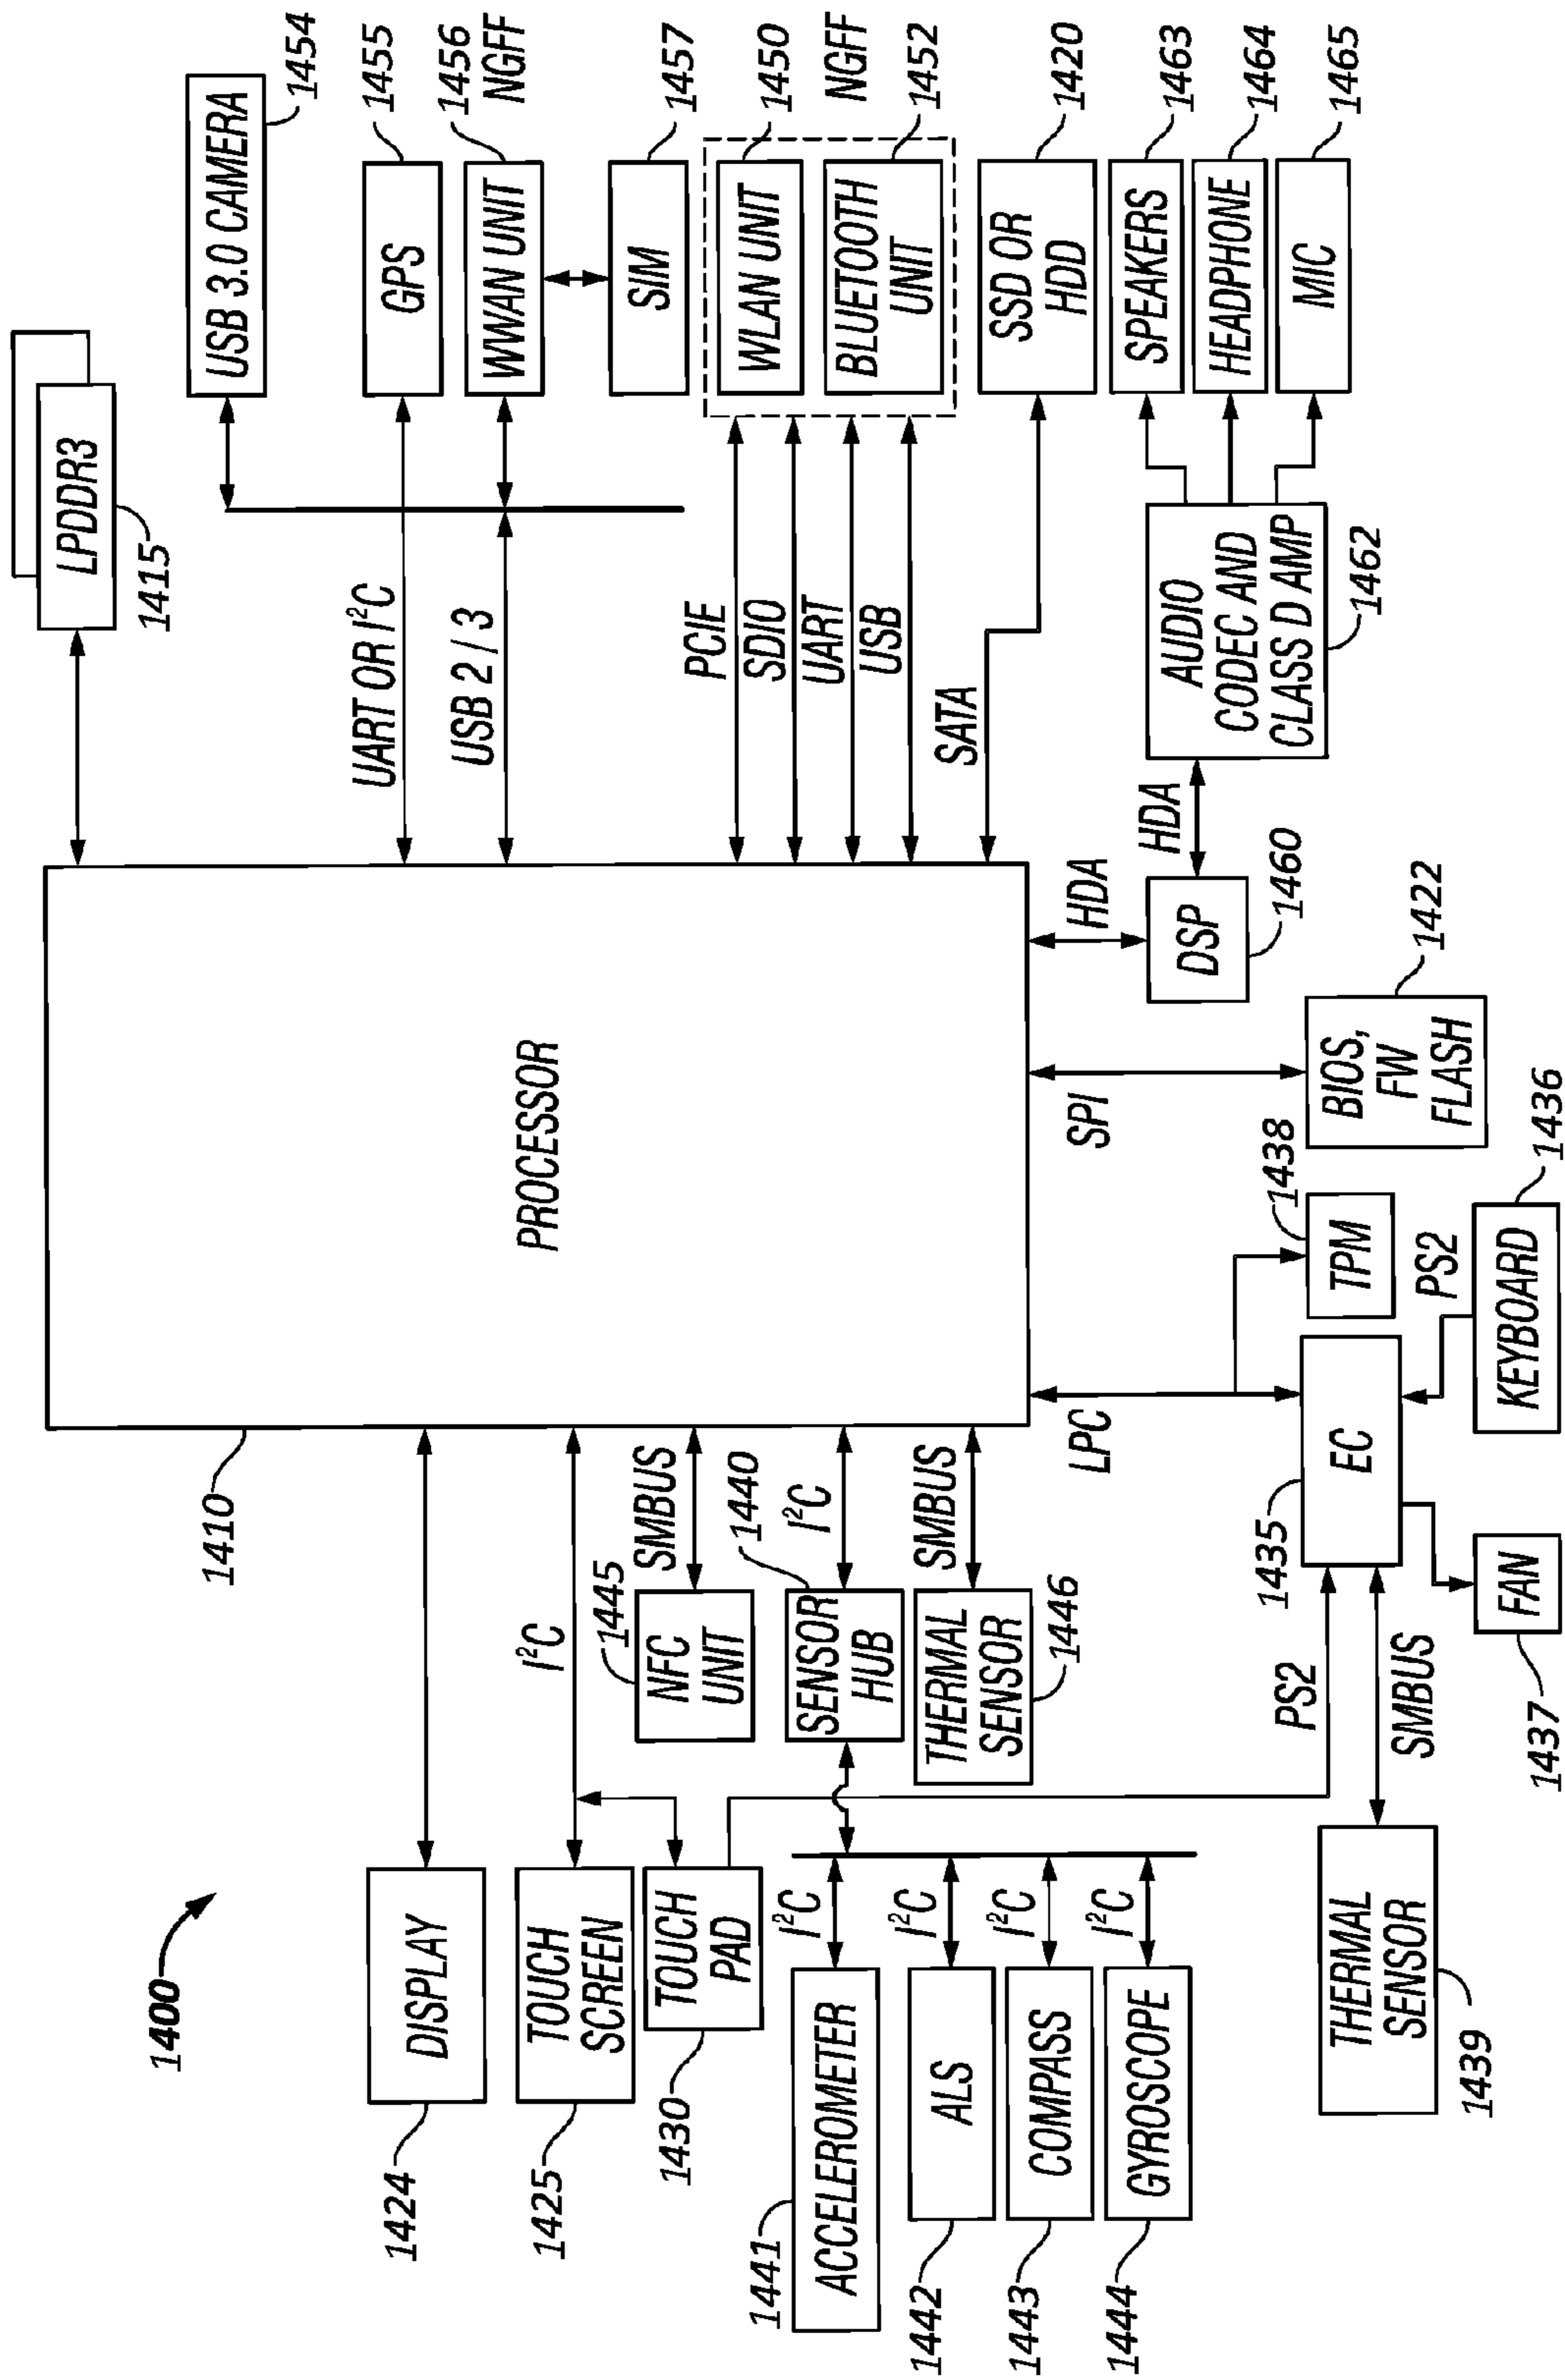 1400
LPDDR3
1415
1410
PROCESSOR
USB 3.0 CAMERA
1454
DISPLAY
1424
UART OR I²C
GPS
1455
USB 2 / 3
WWAN UNIT
1456
NGFF
SIM
1457
I²C
TOUCH
SCREEN
1425
TOUCH
PAD
1430
1445
NFC
UNIT
SMBUS
PCIE
SDIO
UART
USB
WLAN UNIT
1450
BLUETOOTH
UNIT
NGFF
1452
1440
SENSOR
HUB
I²C
THERMAL
SENSOR
1446
SMBUS
SATA
SSD OR
HDD
1420
1441
ACCELEROMETER
I²C
1442
ALS
I²C
1443
COMPASS
I²C
1444
GYROSCOPE
I²C
LPC
SPI
HDA
DSP
1460
HDA
AUDIO
CODEC AND
CLASS D AMP
1462
SPEAKERS
1463
HEADPHONE
1464
MIC
1465
PS2
1435
EC
TPM
1438
BIOS,
FW
FLASH
1422
THERMAL
SENSOR
1439
SMBUS
FAN
1437
PS2
KEYBOARD
1436